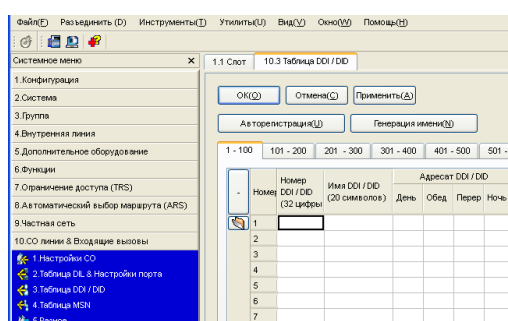 Файл(F) Разъединить (D) Инструменты(T) Утилиты(U) Вид(V) Окно(W) Помощь(H)
Системное меню
1.1 Слот 10.3 Таблица DDI / DID
1.Конфигурация
2.Система
3.Группа
4.Внутренняя линия
5.Дополнительное оборудование
6.Функции
7.Ограничение доступа (TRS)
8.Автоматический выбор маршрута (ARS)
9.Частная сеть
10.CO линии & Входящие вызовы
1.Настройки CO
2.Таблица DIL & Настройки порта
3.Таблица DDI / DID
4.Таблица MSN
OK(O) Отмена(C) Применить(A)
Авторегистрация(U) Генерация имени(N)
1 - 100 101 - 200 201 - 300 301 - 400 401 - 500 501 -
- Номер Номер DDI / DID (32 цифры Имя DDI / DID (20 символов) Адресат DDI / DID
День Обед Перер Ночь
1
2
3
4
5
6
7